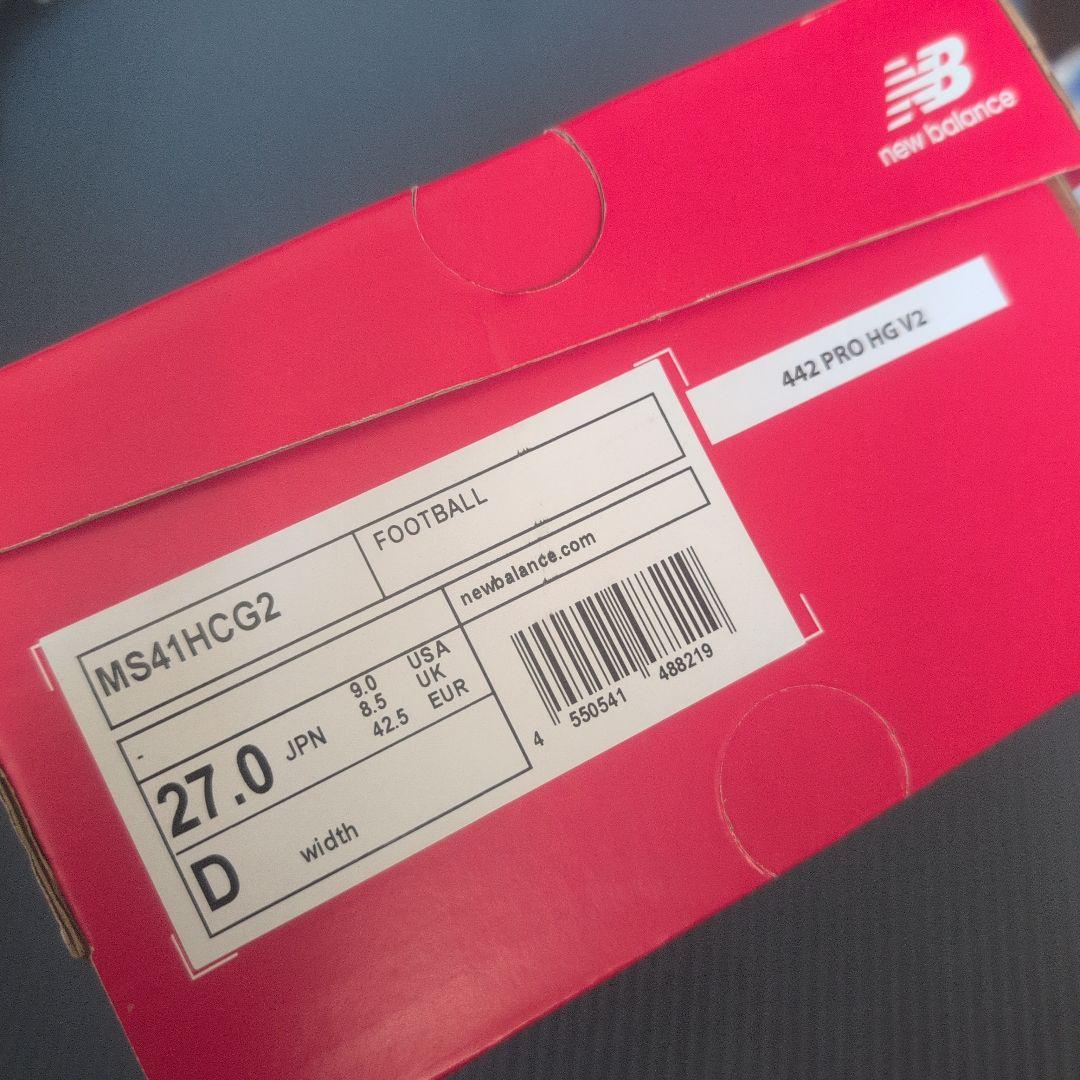 NB
new balance
442 PRO HG V2
MS41HCG2
FOOTBALL
newbalance.com
-
27.0 JPN
9.0 USA
8.5 UK
42.5 EUR
D width
4 550541 488219